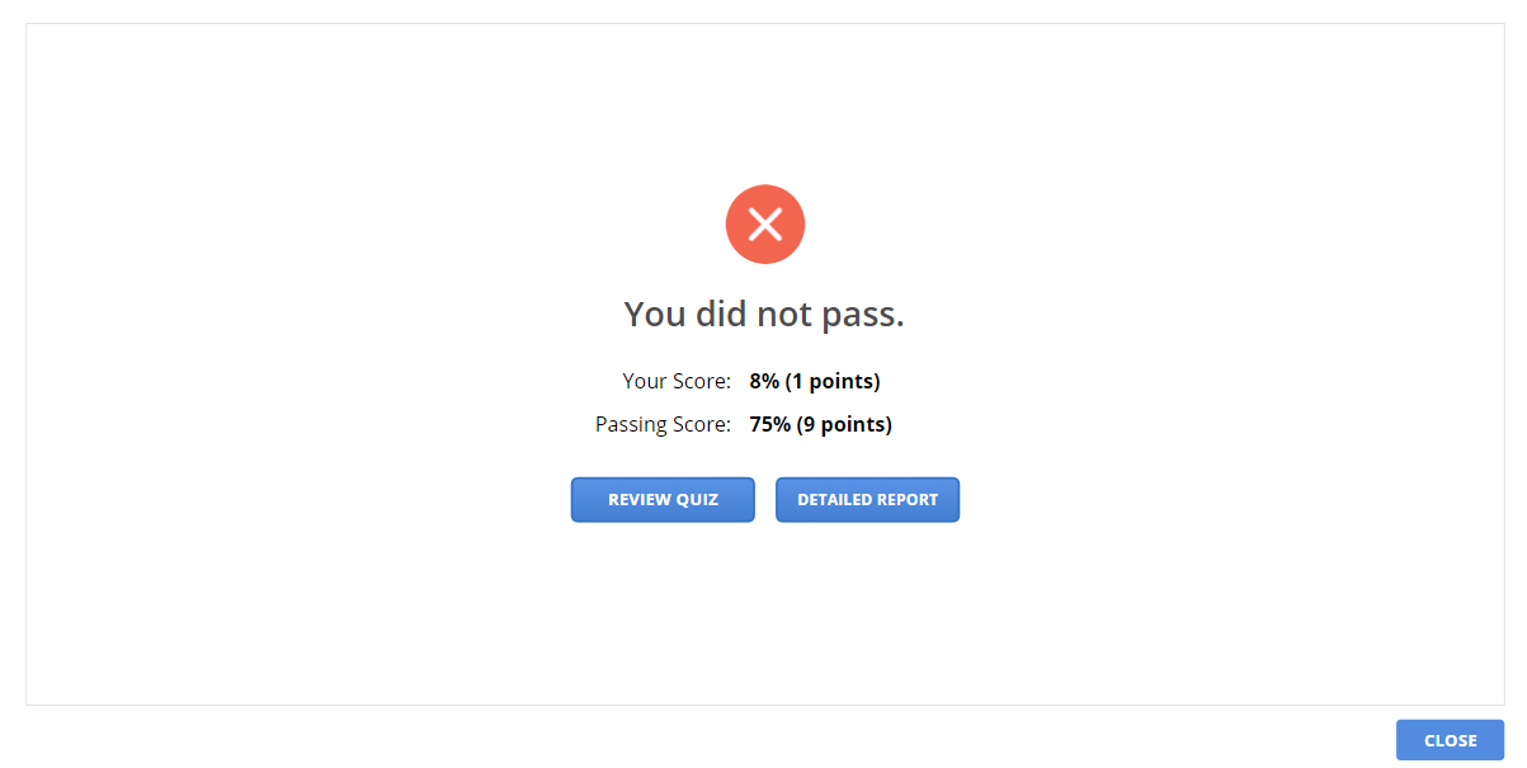 You did not pass.
Your Score: 8% (1 points)
Passing Score: 75% (9 points)
REVIEW QUIZ DETAILED REPORT
CLOSE